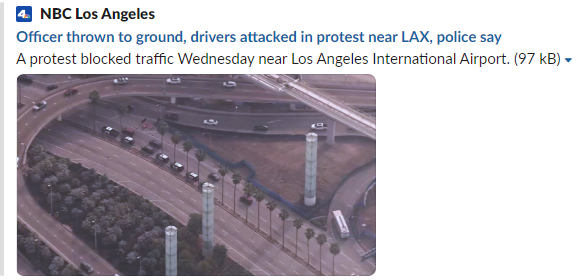 4 NBC Los Angeles
Officer thrown to ground, drivers attacked in protest near LAX, police say
A protest blocked traffic Wednesday near Los Angeles International Airport. (97 kB)